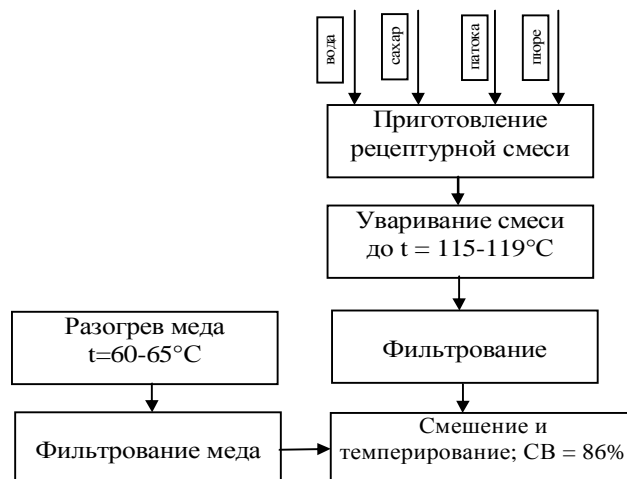 вода
сахар
патока
пюре
Приготовление
рецептурной смеси
Уваривание смеси
до t = 115-119°С
Разогрев меда
t=60-65°С
Фильтрование
Фильтрование меда
Смешение и
темперирование; СВ = 86%